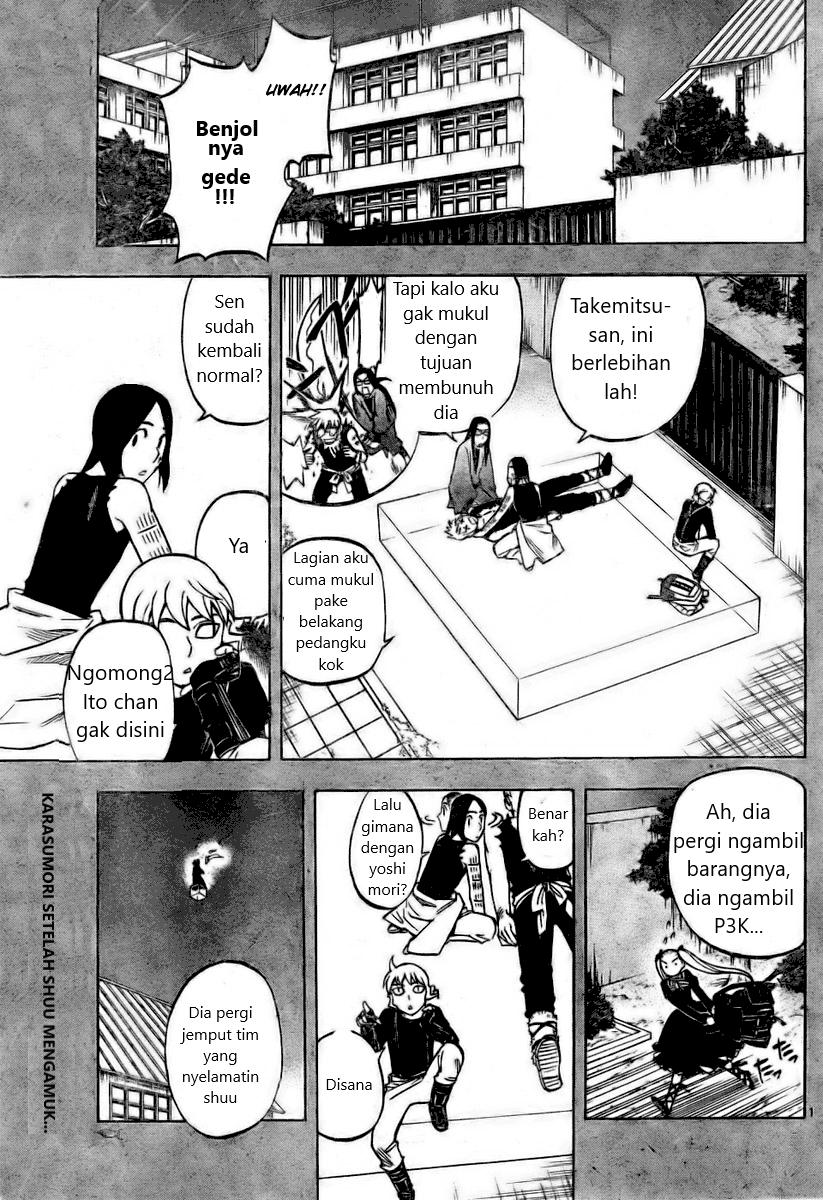 UWAH!!
Benjol
nya
gede
!!!
Takemitsu-
san, ini
berlebihan
lah!
Tapi kalo aku
gak mukul
dengan
tujuan
membunuh
dia
Lagian aku
cuma mukul
pake
belakang
pedangku
kok
Sen
sudah
kembali
normal?
Ya
Ngomong2
Ito chan
gak disini
Ah, dia
pergi ngambil
barangnya,
dia ngambil
P3K...
Benar
kah?
Lalu
gimana
dengan
yoshi
mori?
Disana
Dia pergi
jemput tim
yang
nyelamatin
shuu
KARASUMORI SETELAH SHUU MENGAMUK...
1